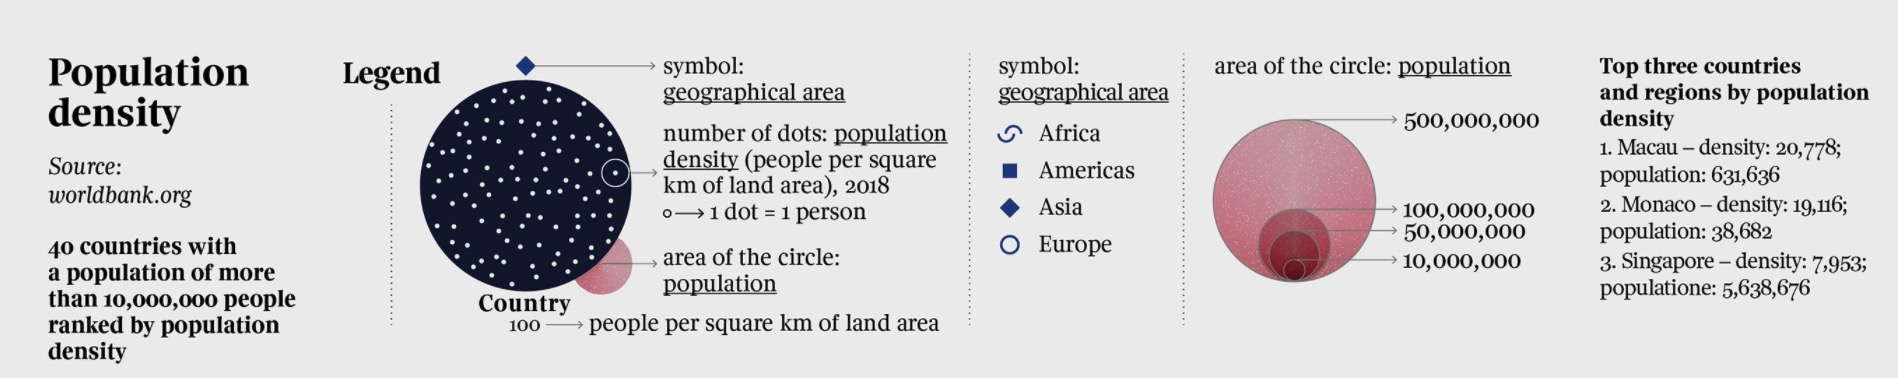 Population
density
Source:
worldbank.org
40 countries with
a population of more
than 10,000,000 people
ranked by population
density
Legend
symbol:
geographical area
number of dots: population
density (people per square
km of land area), 2018
1 dot = 1 person
area of the circle:
population
Country
100
people per square km of land area
symbol:
geographical area
Africa
Americas
Asia
Europe
area of the circle: population
500,000,000
100,000,000
50,000,000
10,000,000
Top three countries
and regions by population
density
1. Macau – density: 20,778;
population: 631,636
2. Monaco – density: 19,116;
population: 38,682
3. Singapore – density: 7,953;
populatione: 5,638,676